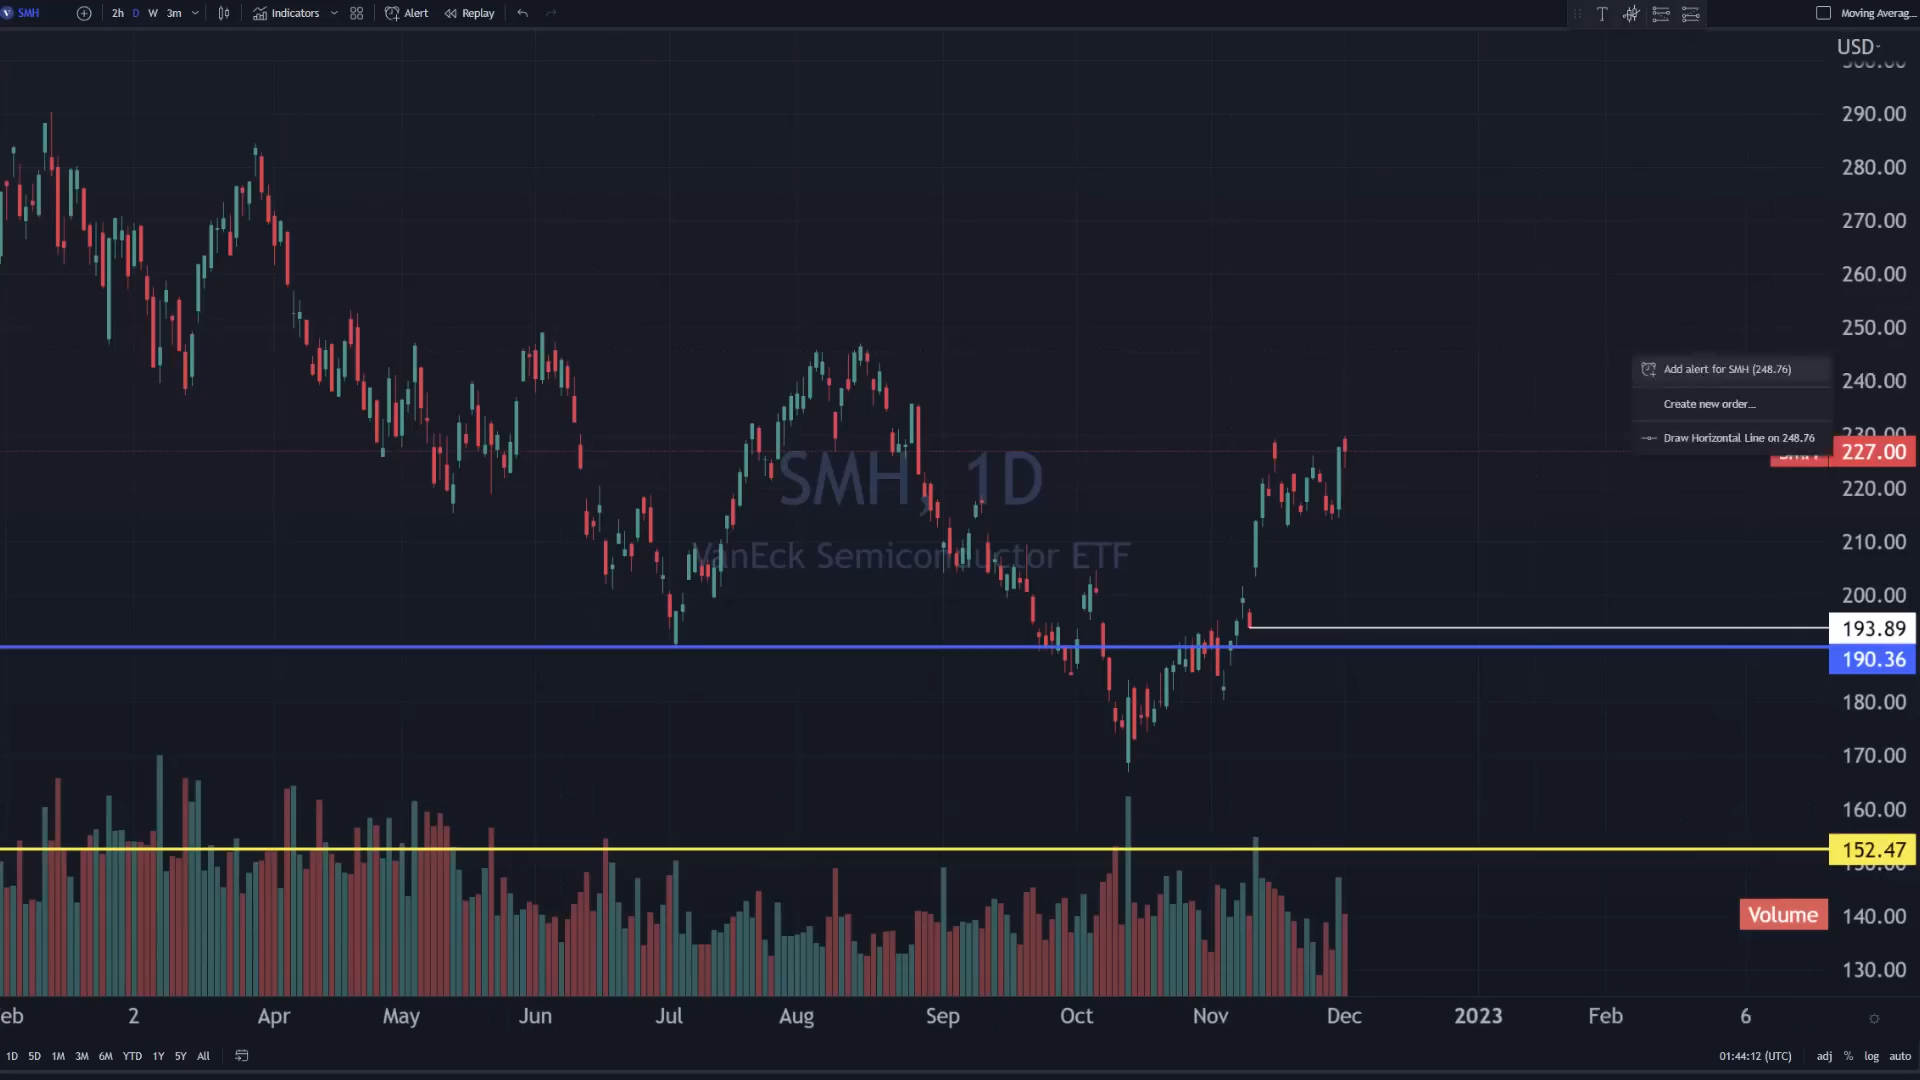 SMH 2h D W 3m Indicators Alert Replay Moving Averag...
USD
300.00
290.00
280.00
270.00
260.00
250.00
Add alert for SMH (248.76)
240.00
Create new order...
230.00
Draw Horizontal Line on 248.76
SMH 227.00
SMH, 1D
220.00
210.00
VanEck Semiconductor ETF
200.00
193.89
190.36
180.00
170.00
160.00
152.47
150.00
Volume 140.00
130.00
eb 2 Apr May Jun Jul Aug Sep Oct Nov Dec 2023 Feb 6
1D 5D 1M 3M 6M YTD 1Y 5Y All 01:44:12 (UTC) adj % log auto